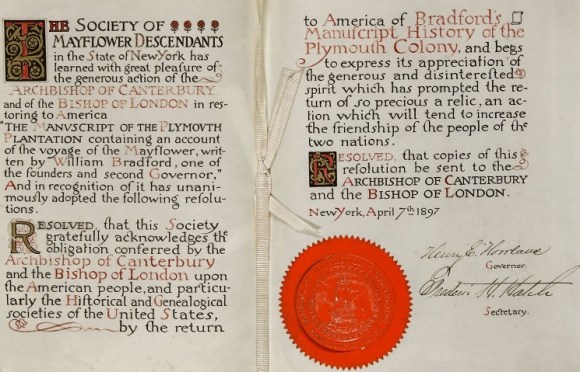 THE SOCIETY OF
MAYFLOWER DESCENDANTS
in the State of New York has
learned with great pleasure of
the generous action of the
ARCHBISHOP OF CANTERBURY
and of the BISHOP OF LONDON in res-
toring to America
"THE MANUSCRIPT OF THE PLYMOUTH
PLANTATION containing an account
of the voyage of the Mayflower, writ-
ten by William Bradford, one of
the founders and second Governor,"
And in recognition of it has unani-
mously adopted the following resolu-
tions.
RESOLVED, that this Society
gratefully acknowledges the
obligation conferred by the
Archbishop of Canterbury
and the Bishop of London upon
the American people, and particu-
larly the Historical and Genealogical
societies of the United States,
by the return
to America of Bradford's
Manuscript History of the
Plymouth Colony, and begs
to express its appreciation of
the generous and disinterested
spirit which has prompted the re-
turn of so precious a relic, an ac-
tion which will tend to increase
the friendship of the people of the
two nations.
RESOLVED, that copies of this
resolution be sent to the
ARCHBISHOP OF CANTERBURY
and the BISHOP OF LONDON.
New York, April 7th 1897
Henry E. Howland
Governor.
H. Hatch
Secretary.